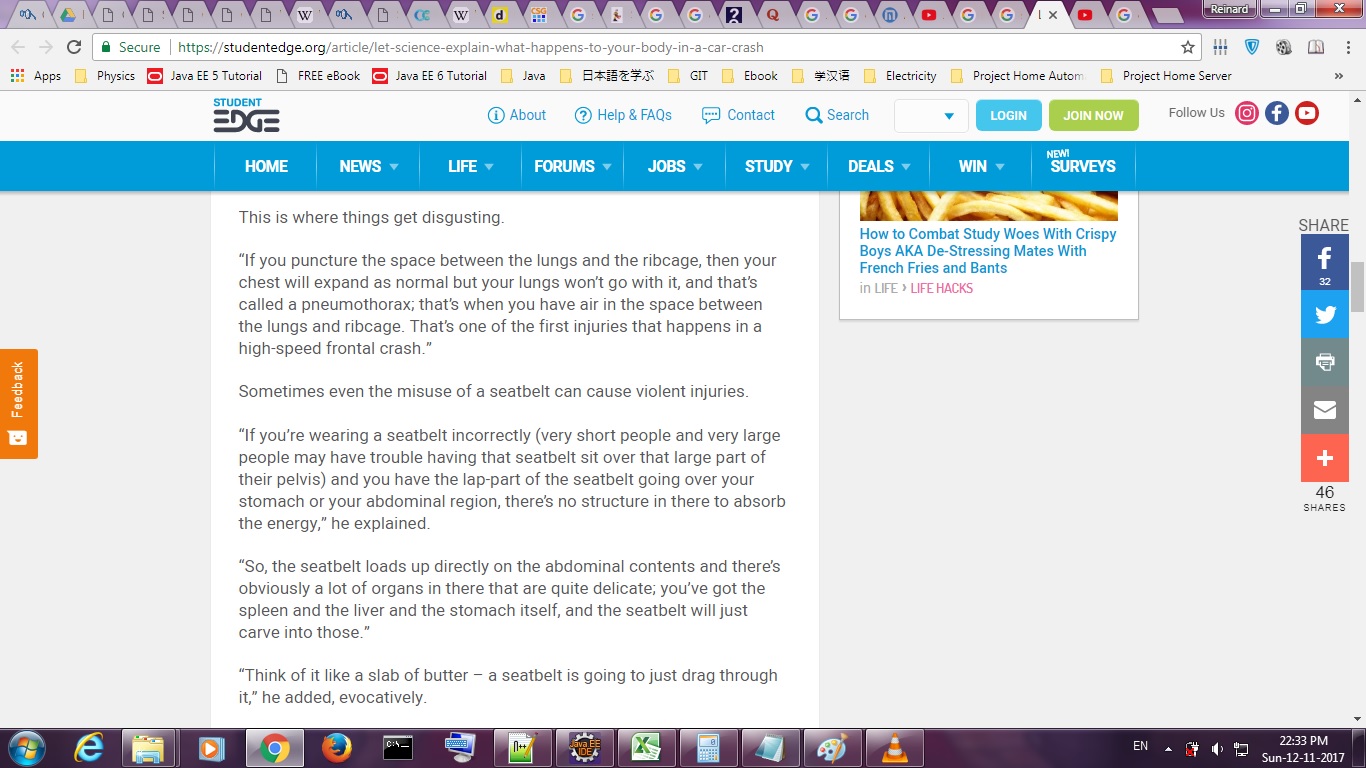 Reinard
Secure
https://studentedge.org/article/let-science-explain-what-happens-to-your-body-in-a-car-crash
Apps Physics Java EE 5 Tutorial FREE eBook Java EE 6 Tutorial Java 日本語を学ぶ GIT Ebook 学汉语 Electricity Project Home Autom Project Home Server »
STUDENT
EDGE
About Help & FAQs Contact Search LOGIN JOIN NOW Follow Us
HOME NEWS LIFE FORUMS JOBS STUDY DEALS WIN NEW! SURVEYS
This is where things get disgusting.
“If you puncture the space between the lungs and the ribcage, then your
chest will expand as normal but your lungs won’t go with it, and that’s
called a pneumothorax; that’s when you have air in the space between
the lungs and ribcage. That’s one of the first injuries that happens in a
high-speed frontal crash.”
Sometimes even the misuse of a seatbelt can cause violent injuries.
“If you’re wearing a seatbelt incorrectly (very short people and very large
people may have trouble having that seatbelt sit over that large part of
their pelvis) and you have the lap-part of the seatbelt going over your
stomach or your abdominal region, there’s no structure in there to absorb
the energy,” he explained.
“So, the seatbelt loads up directly on the abdominal contents and there’s
obviously a lot of organs in there that are quite delicate; you’ve got the
spleen and the liver and the stomach itself, and the seatbelt will just
carve into those.”
“Think of it like a slab of butter – a seatbelt is going to just drag through
it,” he added, evocatively.
How to Combat Study Woes With Crispy
Boys AKA De-Stressing Mates With
French Fries and Bants
in LIFE › LIFE HACKS
SHARE
32
46
SHARES
Feedback
C:\_
N++
Java EE
IDE
EN
22:33 PM
Sun-12-11-2017